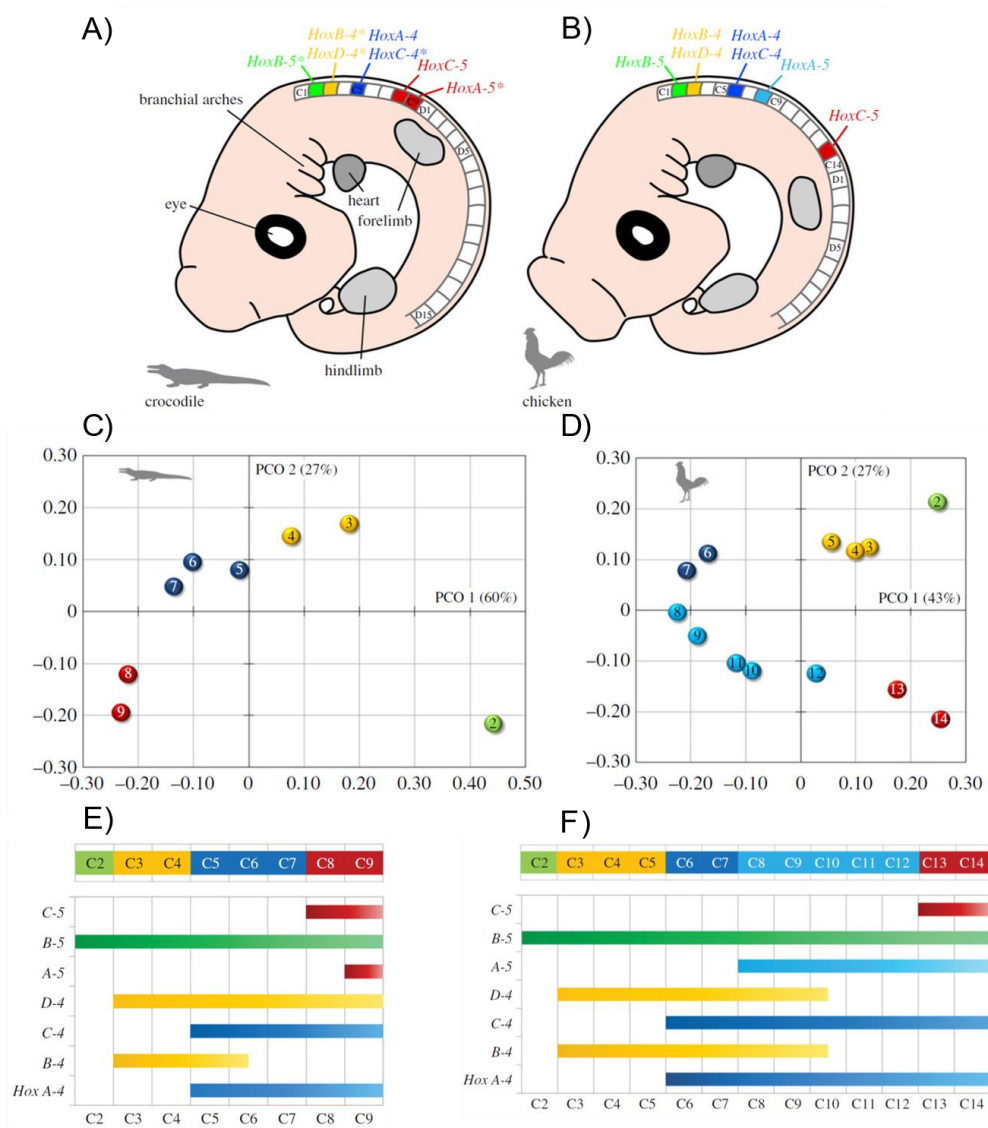 A)
HoxB-4* HoxA-4
HoxB-5* HoxD-4* HoxC-4*
HoxC-5
HoxA-5*
C1
C5
C9
D1
D5
D15
branchial arches
eye
heart
forelimb
hindlimb
crocodile
B)
HoxB-4 HoxA-4
HoxB-5 HoxD-4 HoxC-4
HoxA-5
HoxC-5
C1
C5
C9
C14
D1
D5
chicken
C)
0.30
0.20
0.10
0
–0.10
–0.20
–0.30
PCO 2 (27%)
PCO 1 (60%)
3
4
6
5
7
8
9
2
–0.30 –0.20 –0.10 0 0.10 0.20 0.30 0.40 0.50
D)
0.30
0.20
0.10
0
–0.10
–0.20
–0.30
PCO 2 (27%)
PCO 1 (43%)
2
5
4
3
6
7
8
9
11
10
12
13
14
–0.30 –0.20 –0.10 0 0.10 0.20 0.30
E)
C2 C3 C4 C5 C6 C7 C8 C9
C-5
B-5
A-5
D-4
C-4
B-4
Hox A-4
C2 C3 C4 C5 C6 C7 C8 C9
F)
C2 C3 C4 C5 C6 C7 C8 C9 C10 C11 C12 C13 C14
C-5
B-5
A-5
D-4
C-4
B-4
Hox A-4
C2 C3 C4 C5 C6 C7 C8 C9 C10 C11 C12 C13 C14